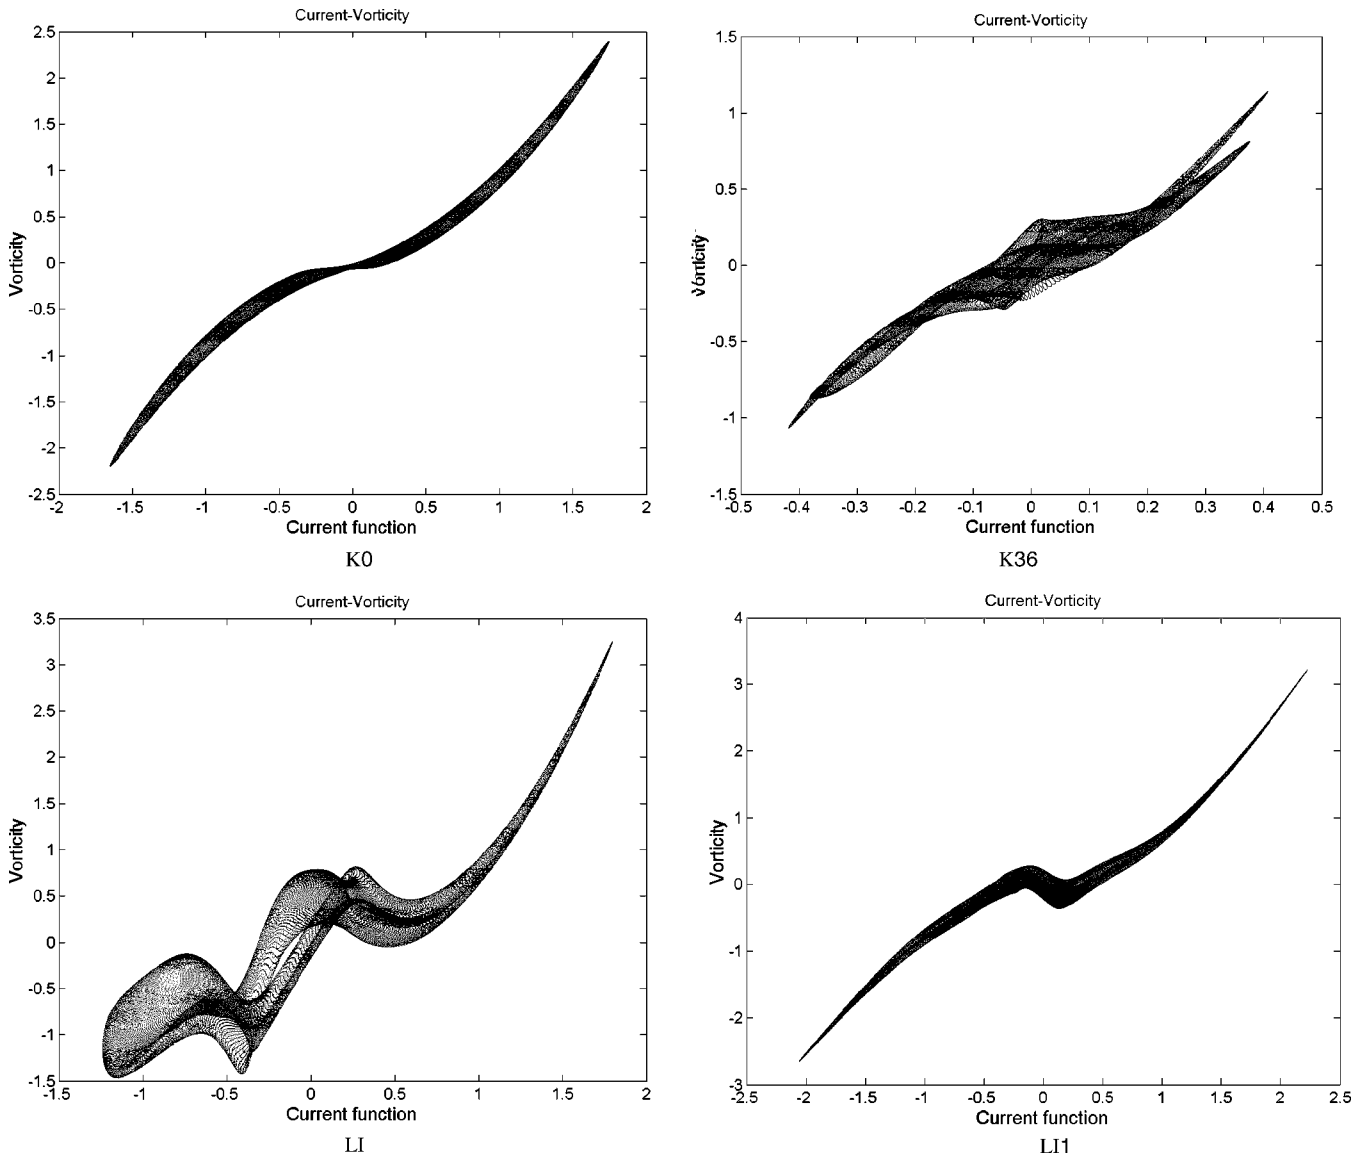 Current-Vorticity
2.5
2
1.5
1
0.5
0
-0.5
-1
-1.5
-2
-2.5
Vorticity
-2 -1.5 -1 -0.5 0 0.5 1 1.5 2
Current function
K0
Current-Vorticity
1.5
1
0.5
0
-0.5
-1
-1.5
Vorticity
-0.5 -0.4 -0.3 -0.2 -0.1 0 0.1 0.2 0.3 0.4 0.5
Current function
K36
Current-Vorticity
3.5
3
2.5
2
1.5
1
0.5
0
-0.5
-1
-1.5
Vorticity
-1.5 -1 -0.5 0 0.5 1 1.5 2
Current function
LI
Current-Vorticity
4
3
2
1
0
-1
-2
-3
Vorticity
-2.5 -2 -1.5 -1 -0.5 0 0.5 1 1.5 2 2.5
Current function
LI1